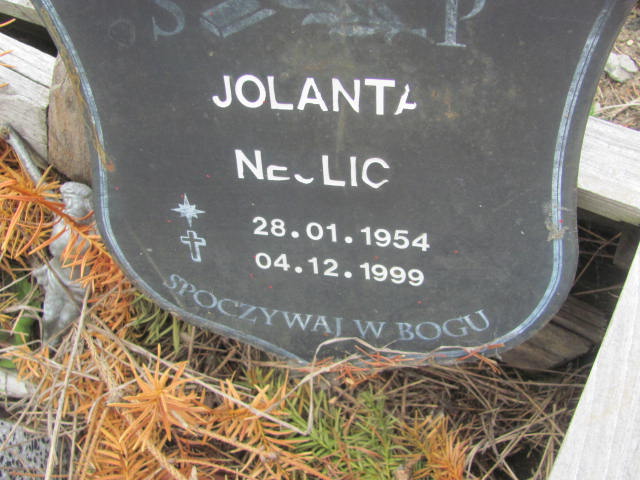 S P
JOLANTA
28.01.1954
04.12.1999
SPOCZYWAJ W BOGU